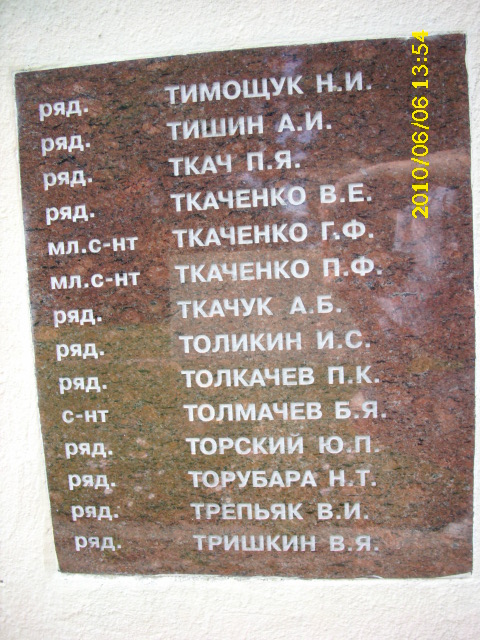 ряд. ТИМОЩУК Н.И.
ряд. ТИШИН А.И.
ряд. ТКАЧ П.Я.
ряд. ТКАЧЕНКО В.Е.
мл.с-нт ТКАЧЕНКО Г.Ф.
мл.с-нт ТКАЧЕНКО П.Ф.
ряд. ТКАЧУК А.Б.
ряд. ТОЛИКИН И.С.
ряд. ТОЛКАЧЕВ П.К.
с-нт ТОЛМАЧЕВ Б.Я.
ряд. ТОРСКИЙ Ю.П.
ряд. ТОРУБАРА Н.Т.
ряд. ТРЕПЬЯК В.И.
ряд. ТРИШКИН В.Я.
2010/06/06 13:54